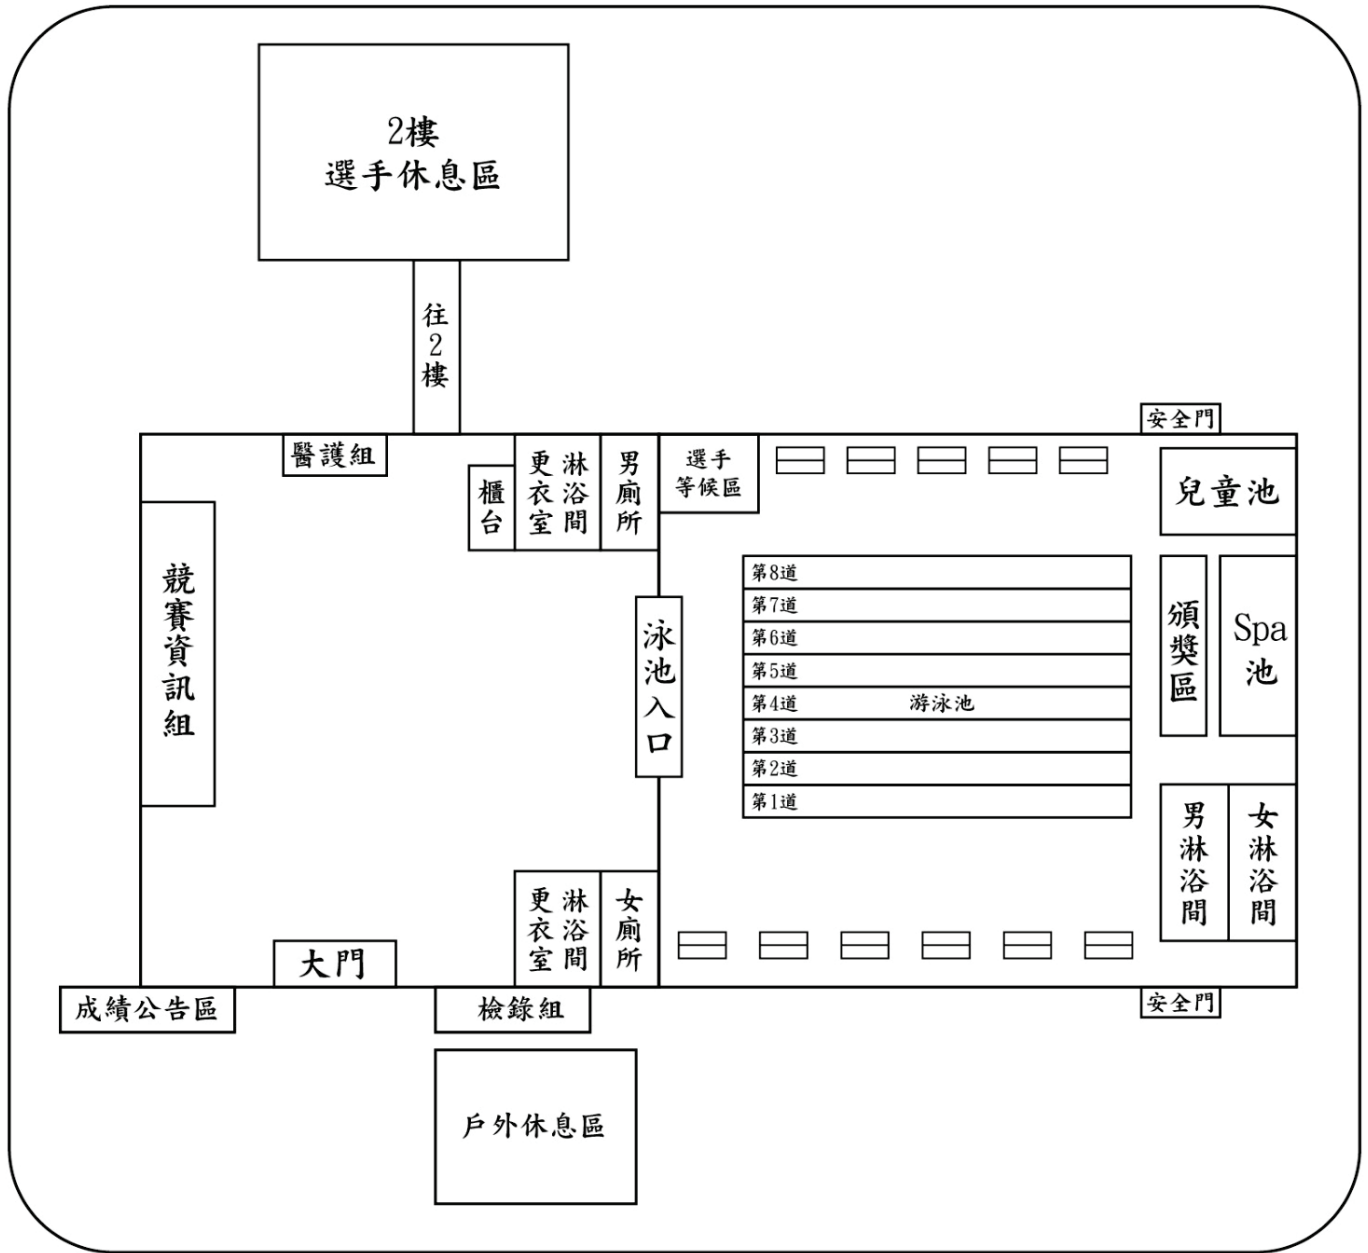 2樓
選手休息區
往2樓
安全門
醫護組
櫃台
更衣室
淋浴間
男廁所
選手
等候區
兒童池
競賽資訊組
泳池入口
第8道
第7道
第6道
第5道
第4道
游泳池
第3道
第2道
第1道
頒獎區
Spa
池
男淋浴間
女淋浴間
更衣室
淋浴間
女廁所
大門
成績公告區
檢錄組
安全門
戶外休息區